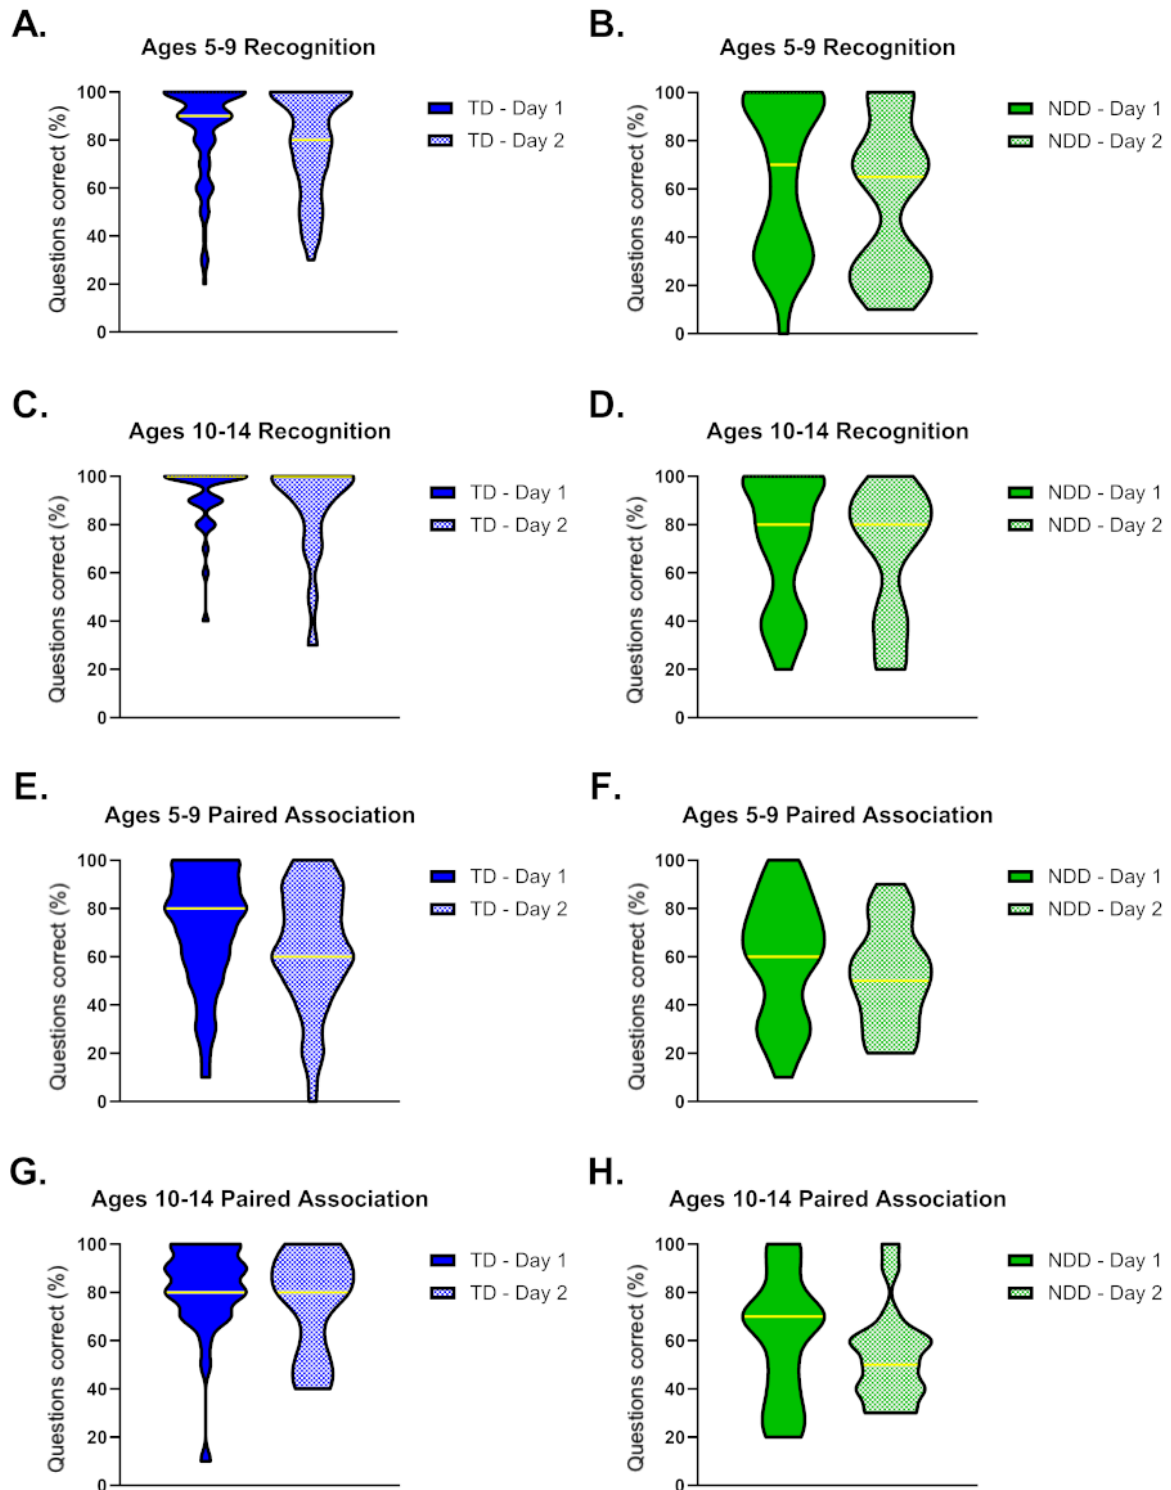 A.
Ages 5-9 Recognition
Questions correct (%)
100
80
60
40
20
0
TD - Day 1
TD - Day 2
B.
Ages 5-9 Recognition
Questions correct (%)
100
80
60
40
20
0
NDD - Day 1
NDD - Day 2
C.
Ages 10-14 Recognition
Questions correct (%)
100
80
60
40
20
0
TD - Day 1
TD - Day 2
D.
Ages 10-14 Recognition
Questions correct (%)
100
80
60
40
20
0
NDD - Day 1
NDD - Day 2
E.
Ages 5-9 Paired Association
Questions correct (%)
100
80
60
40
20
0
TD - Day 1
TD - Day 2
F.
Ages 5-9 Paired Association
Questions correct (%)
100
80
60
40
20
0
NDD - Day 1
NDD - Day 2
G.
Ages 10-14 Paired Association
Questions correct (%)
100
80
60
40
20
0
TD - Day 1
TD - Day 2
H.
Ages 10-14 Paired Association
Questions correct (%)
100
80
60
40
20
0
NDD - Day 1
NDD - Day 2